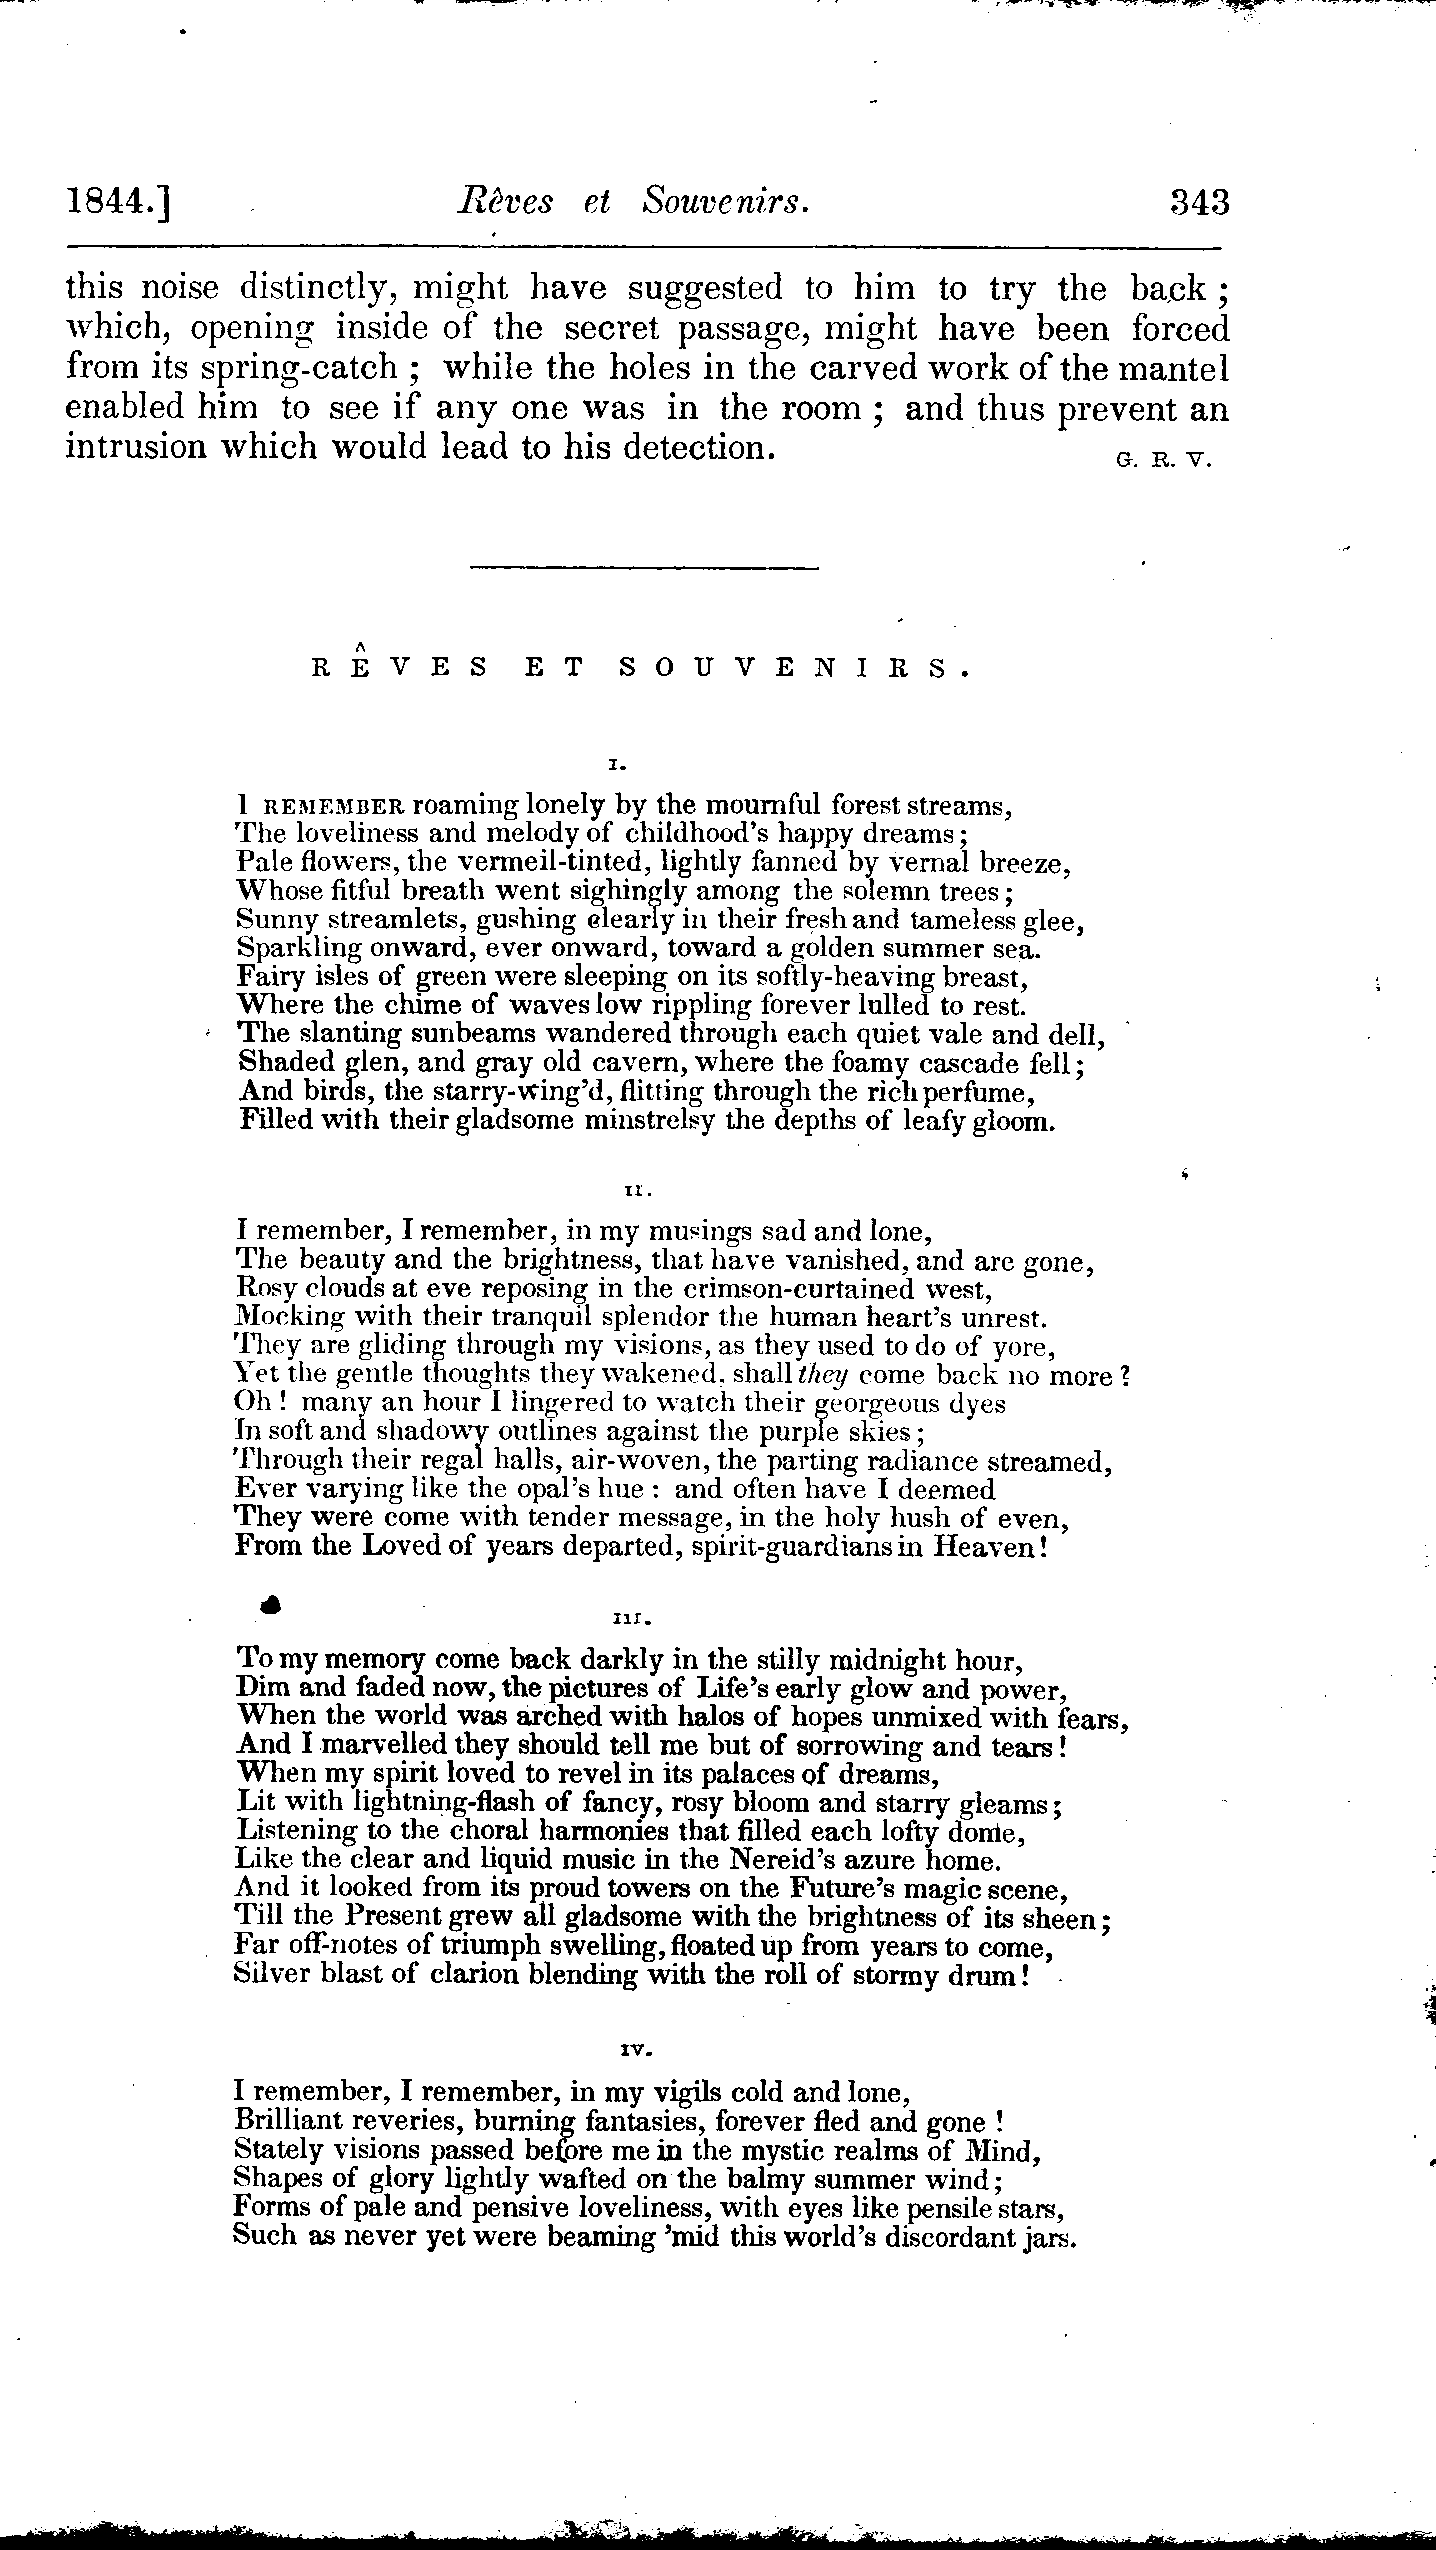 1844.] Rêves et Souvenirs. 343
this noise distinctly, might have suggested to him to try the back ;
which, opening inside of the secret passage, might have been forced
from its spring-catch ; while the holes in the carved work of the mantel
enabled him to see if any one was in the room ; and thus prevent an
intrusion which would lead to his detection. G. R. V.
RÊVES ET SOUVENIRS.
I.
I REMEMBER roaming lonely by the mournful forest streams,
The loveliness and melody of childhood's happy dreams ;
Pale flowers, the vermeil-tinted, lightly fanned by vernal breeze,
Whose fitful breath went sighingly among the solemn trees ;
Sunny streamlets, gushing clearly in their fresh and tameless glee,
Sparkling onward, ever onward, toward a golden summer sea.
Fairy isles of green were sleeping on its softly-heaving breast,
Where the chime of waves low rippling forever lulled to rest.
The slanting sunbeams wandered through each quiet vale and dell,
Shaded glen, and gray old cavern, where the foamy cascade fell ;
And birds, the starry-wing'd, flitting through the rich perfume,
Filled with their gladsome minstrelsy the depths of leafy gloom.
II.
I remember, I remember, in my musings sad and lone,
The beauty and the brightness, that have vanished, and are gone,
Rosy clouds at eve reposing in the crimson-curtained west,
Mocking with their tranquil splendor the human heart's unrest.
They are gliding through my visions, as they used to do of yore,
Yet the gentle thoughts they wakened, shall they come back no more ?
Oh ! many an hour I lingered to watch their georgeous dyes
In soft and shadowy outlines against the purple skies ;
Through their regal halls, air-woven, the parting radiance streamed,
Ever varying like the opal's hue : and often have I deemed
They were come with tender message, in the holy hush of even,
From the Loved of years departed, spirit-guardians in Heaven !
III.
To my memory come back darkly in the stilly midnight hour,
Dim and faded now, the pictures of Life's early glow and power,
When the world was arched with halos of hopes unmixed with fears,
And I marvelled they should tell me but of sorrowing and tears !
When my spirit loved to revel in its palaces of dreams,
Lit with lightning-flash of fancy, rosy bloom and starry gleams ;
Listening to the choral harmonies that filled each lofty dome,
Like the clear and liquid music in the Nereid's azure home.
And it looked from its proud towers on the Future's magic scene,
Till the Present grew all gladsome with the brightness of its sheen ;
Far off-notes of triumph swelling, floated up from years to come,
Silver blast of clarion blending with the roll of stormy drum !
IV.
I remember, I remember, in my vigils cold and lone,
Brilliant reveries, burning fantasies, forever fled and gone !
Stately visions passed before me in the mystic realms of Mind,
Shapes of glory lightly wafted on the balmy summer wind ;
Forms of pale and pensive loveliness, with eyes like pensile stars,
Such as never yet were beaming 'mid this world's discordant jars.